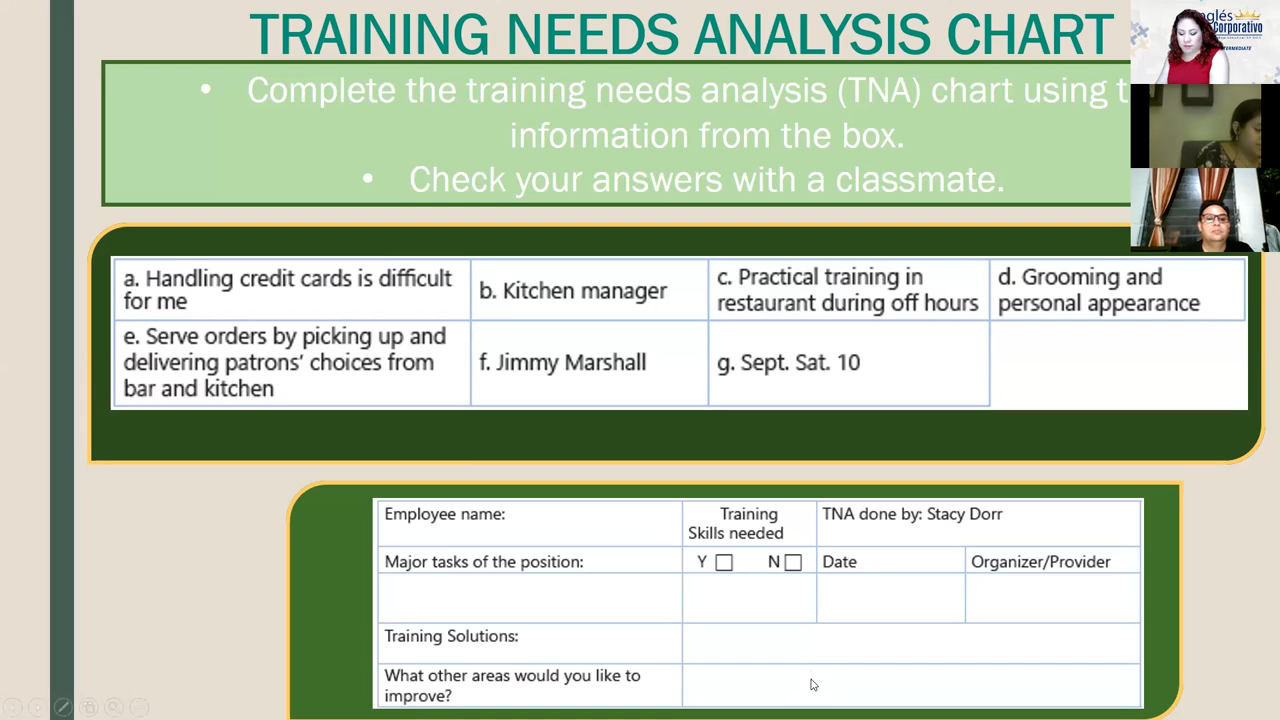 TRAINING NEEDS ANALYSIS CHART
• Complete the training needs analysis (TNA) chart using
information from the box.
• Check your answers with a classmate.
a. Handling credit cards is difficult
for me
b. Kitchen manager
c. Practical training in
restaurant during off hours
d. Grooming and
personal appearance
e. Serve orders by picking up and
delivering patrons' choices from
bar and kitchen
f. Jimmy Marshall
g. Sept. Sat. 10
Employee name:
Training
Skills needed
TNA done by: Stacy Dorr
Major tasks of the position:
Y N
Date
Organizer/Provider
Training Solutions:
What other areas would you like to
improve?
Corporativo